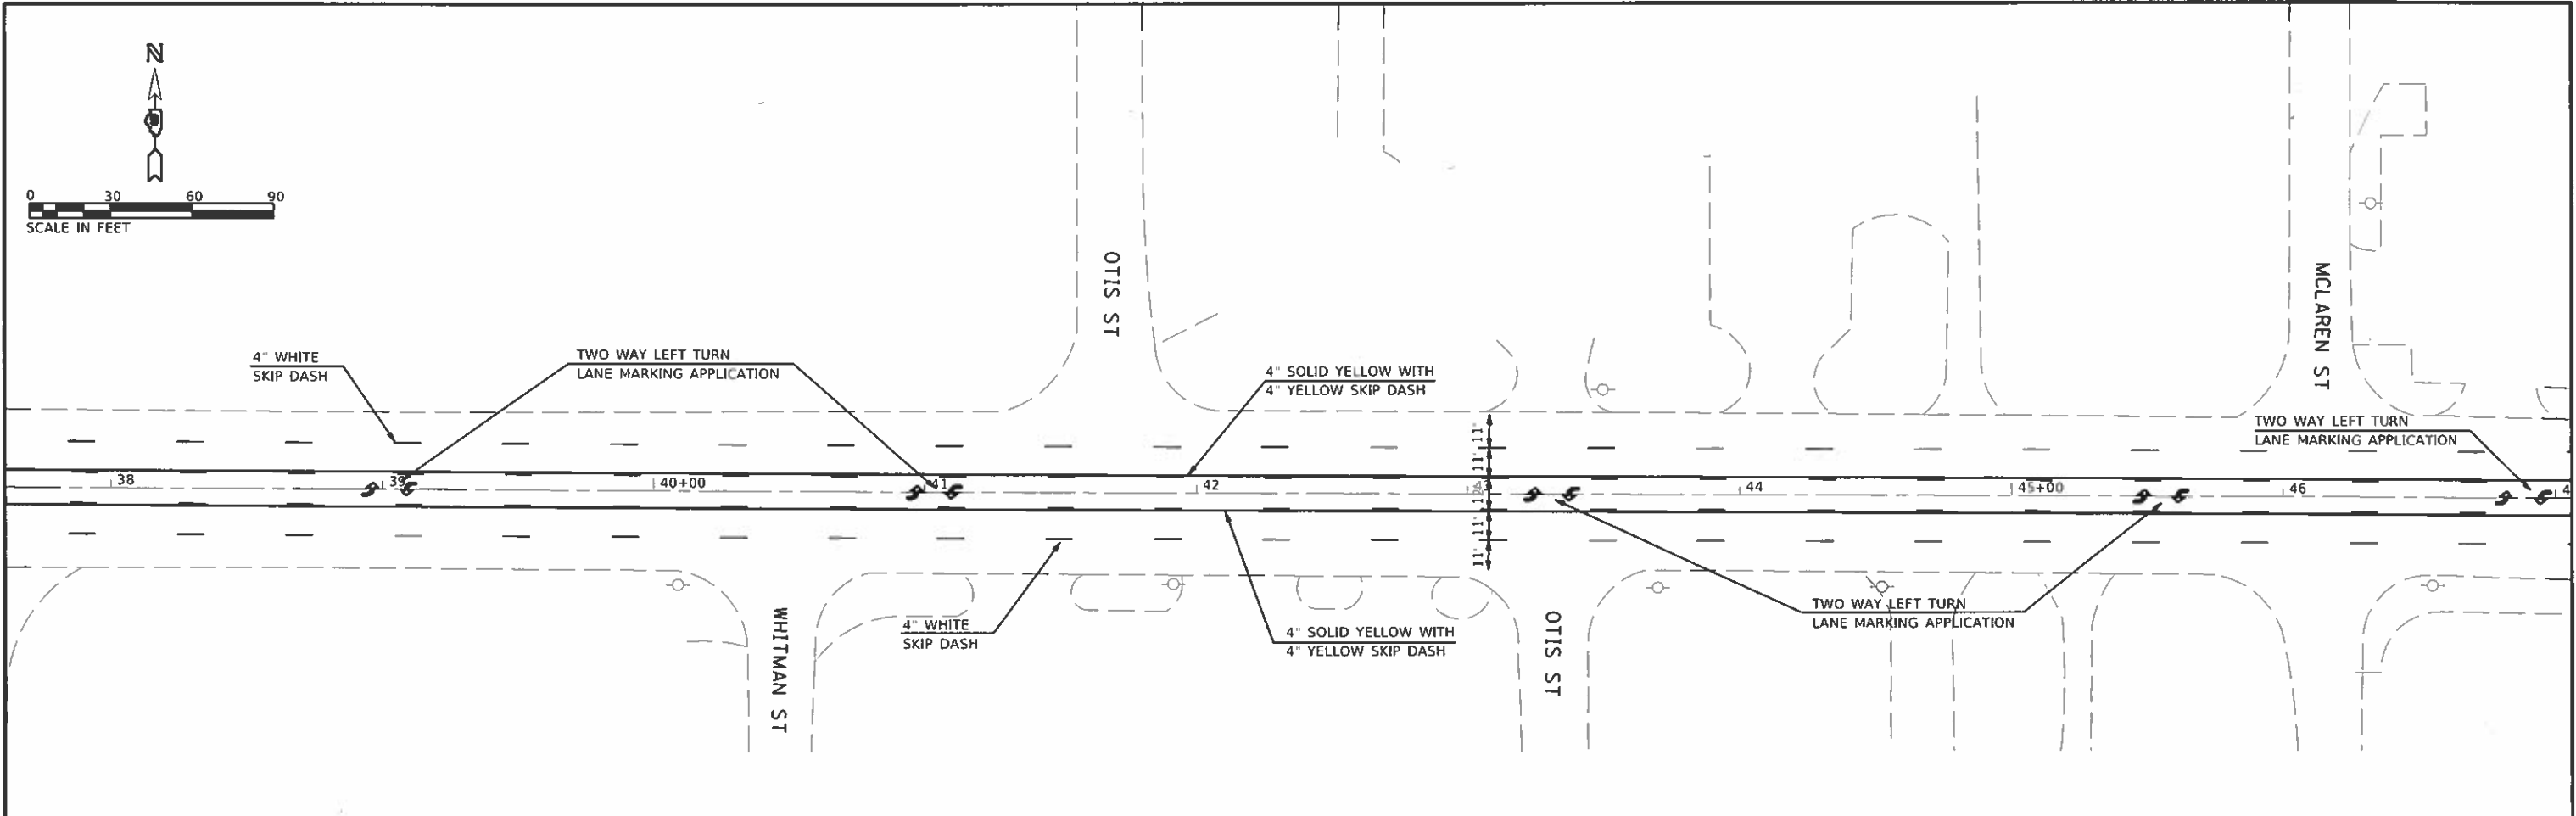 N
0 30 60 90
SCALE IN FEET
OTIS ST
MCLAREN ST
4" WHITE
SKIP DASH
TWO WAY LEFT TURN
LANE MARKING APPLICATION
4" SOLID YELLOW WITH
4" YELLOW SKIP DASH
TWO WAY LEFT TURN
LANE MARKING APPLICATION
11'
11'
38 39 40+00 41 42 43 44 45+00 46 4
12'
11'
11'
WHITMAN ST
4" WHITE
SKIP DASH
4" SOLID YELLOW WITH
4" YELLOW SKIP DASH
OTIS ST
TWO WAY LEFT TURN
LANE MARKING APPLICATION